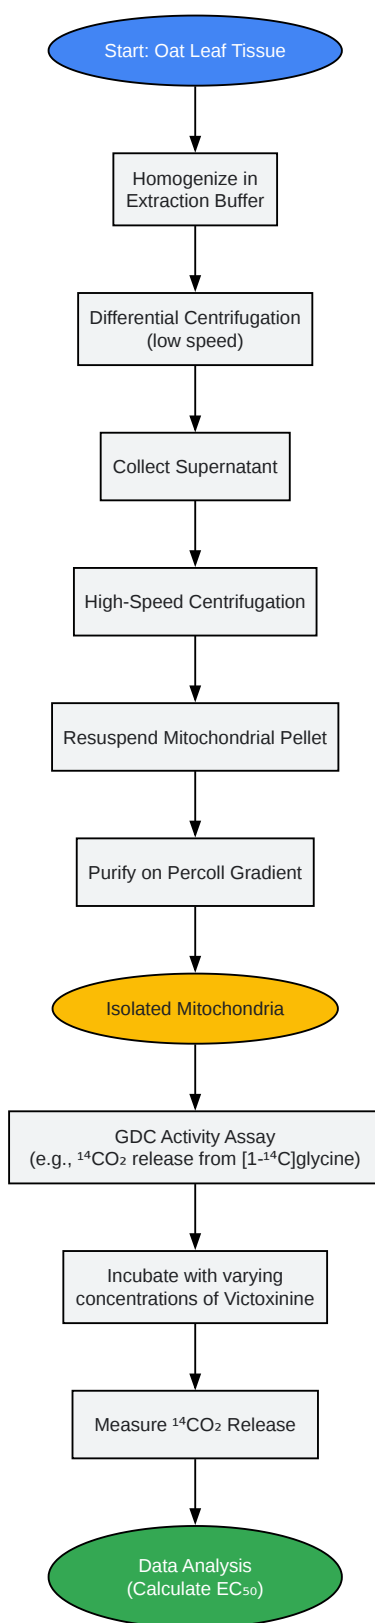 Start: Oat Leaf Tissue
Homogenize in
Extraction Buffer
Differential Centrifugation
(low speed)
Collect Supernatant
High-Speed Centrifugation
Resuspend Mitochondrial Pellet
Purify on Percoll Gradient
Isolated Mitochondria
GDC Activity Assay
(e.g., ¹⁴CO₂ release from [1-¹⁴C]glycine)
Incubate with varying
concentrations of Victoxinine
Measure ¹⁴CO₂ Release
Data Analysis
(Calculate EC₅₀)